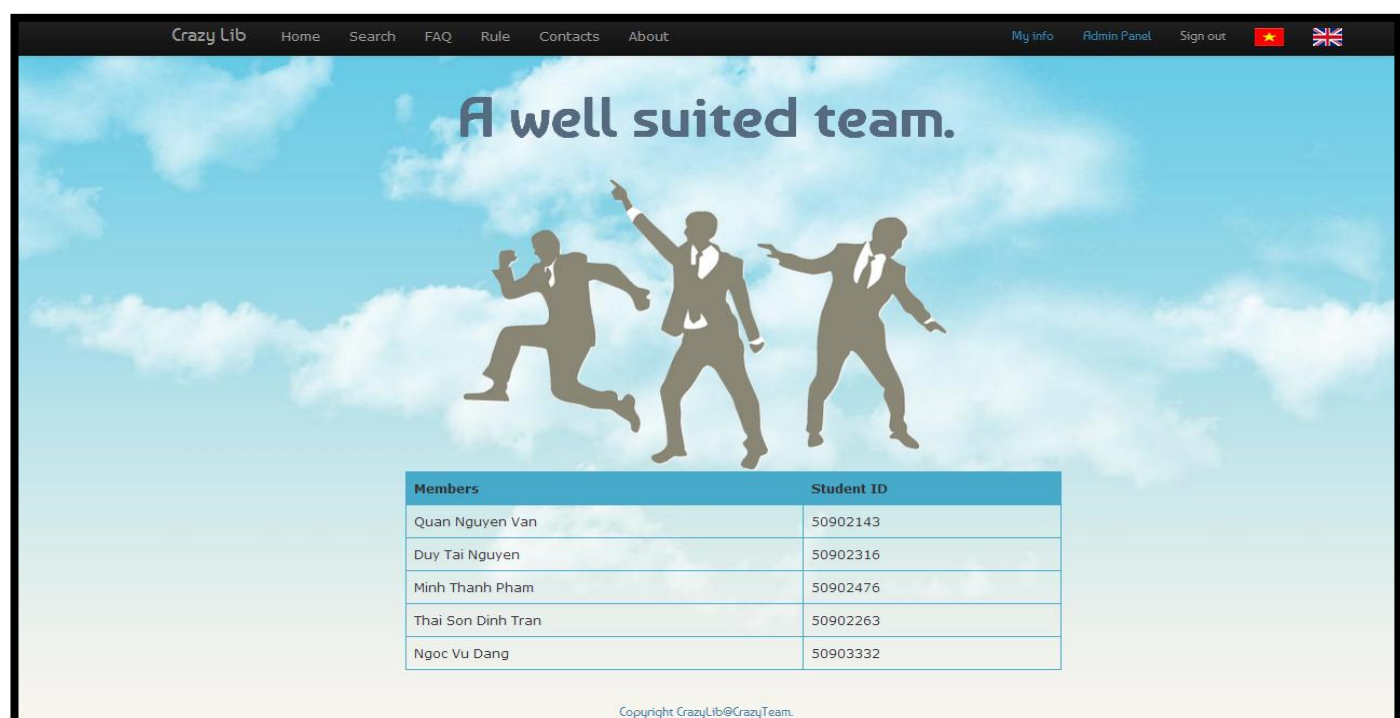 Crazy Lib Home Search FAQ Rule Contacts About My info Admin Panel Sign out
A well suited team.
Members Student ID
Quan Nguyen Van 50902143
Duy Tai Nguyen 50902316
Minh Thanh Pham 50902476
Thai Son Dinh Tran 50902263
Ngoc Vu Dang 50903332
Copyright CrazyLib@CrazyTeam.